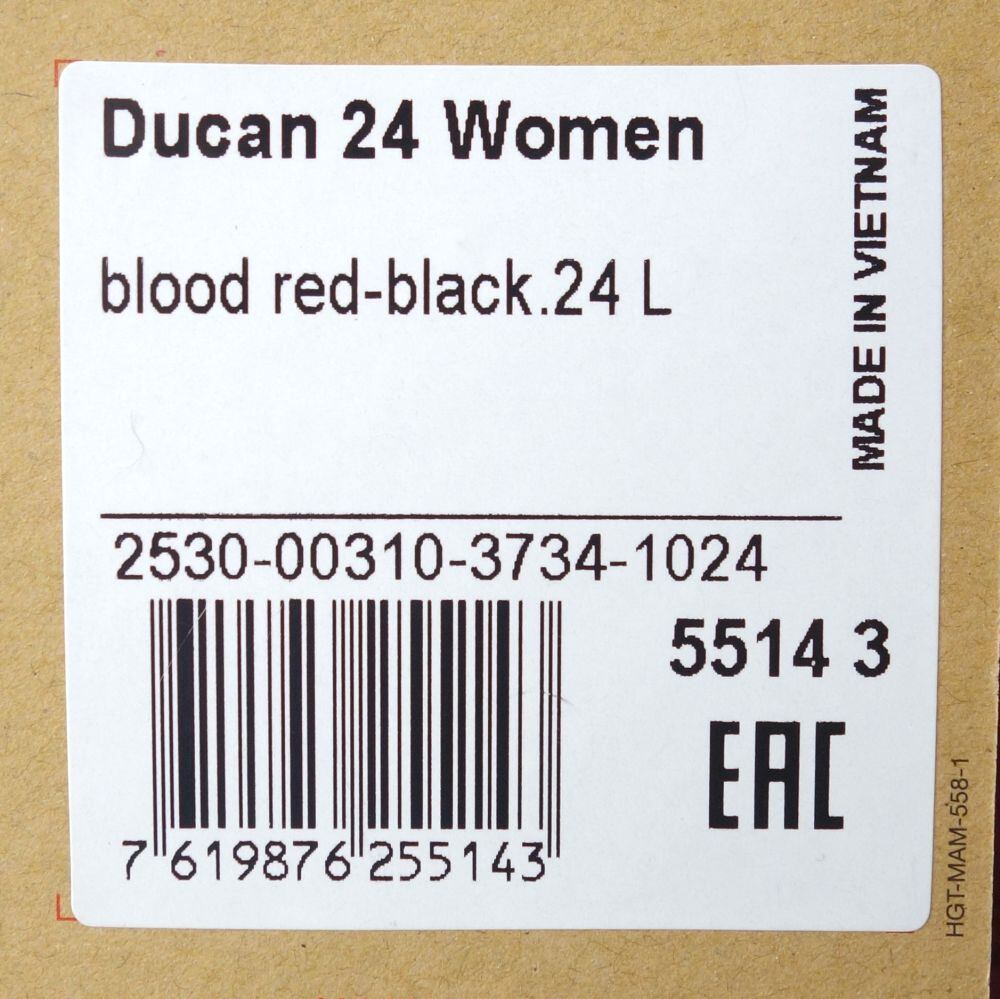 Ducan 24 Women
blood red-black.24 L
MADE IN VIETNAM
2530-00310-3734-1024
5514 3
EAC
7 619876 255143
HGT-MAM-558-1